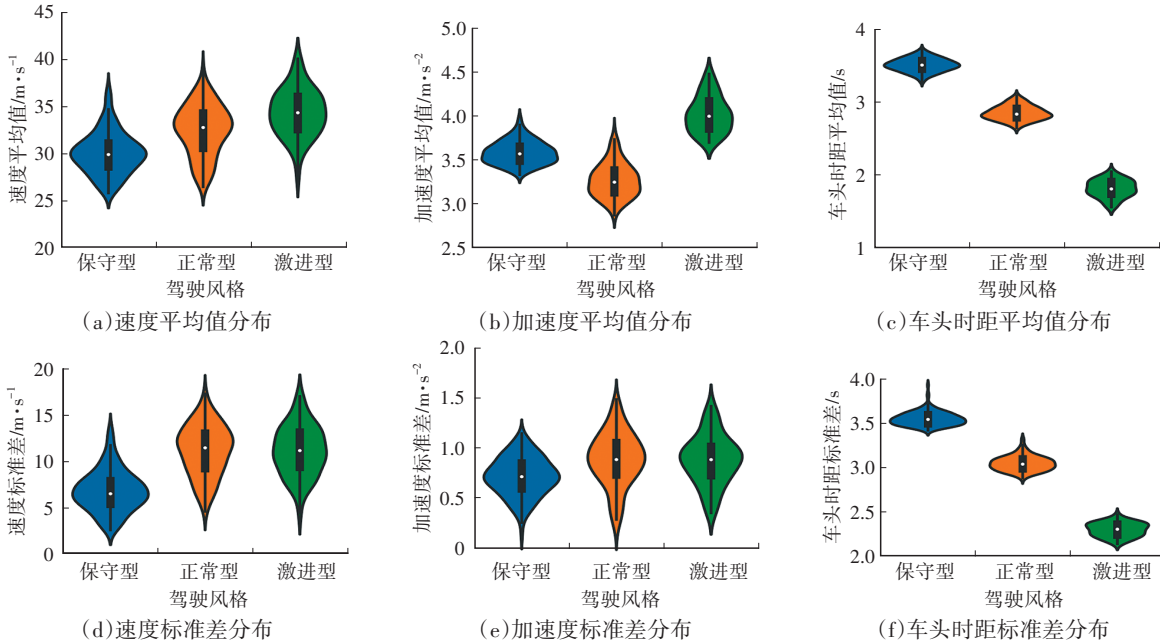 45
40
35
30
25
20
速度平均值/m·s⁻¹
保守型 正常型 激进型
驾驶风格
(a)速度平均值分布
5.0
4.5
4.0
3.5
3.0
2.5
加速度平均值/m·s⁻²
保守型 正常型 激进型
驾驶风格
(b)加速度平均值分布
4
3
2
1
车头时距平均值/s
保守型 正常型 激进型
驾驶风格
(c)车头时距平均值分布
20
15
10
5
0
速度标准差/m·s⁻¹
保守型 正常型 激进型
驾驶风格
(d)速度标准差分布
2.0
1.5
1.0
0.5
0
加速度标准差/m·s⁻²
保守型 正常型 激进型
驾驶风格
(e)加速度标准差分布
4.0
3.5
3.0
2.5
2.0
车头时距标准差/s
保守型 正常型 激进型
驾驶风格
(f)车头时距标准差分布